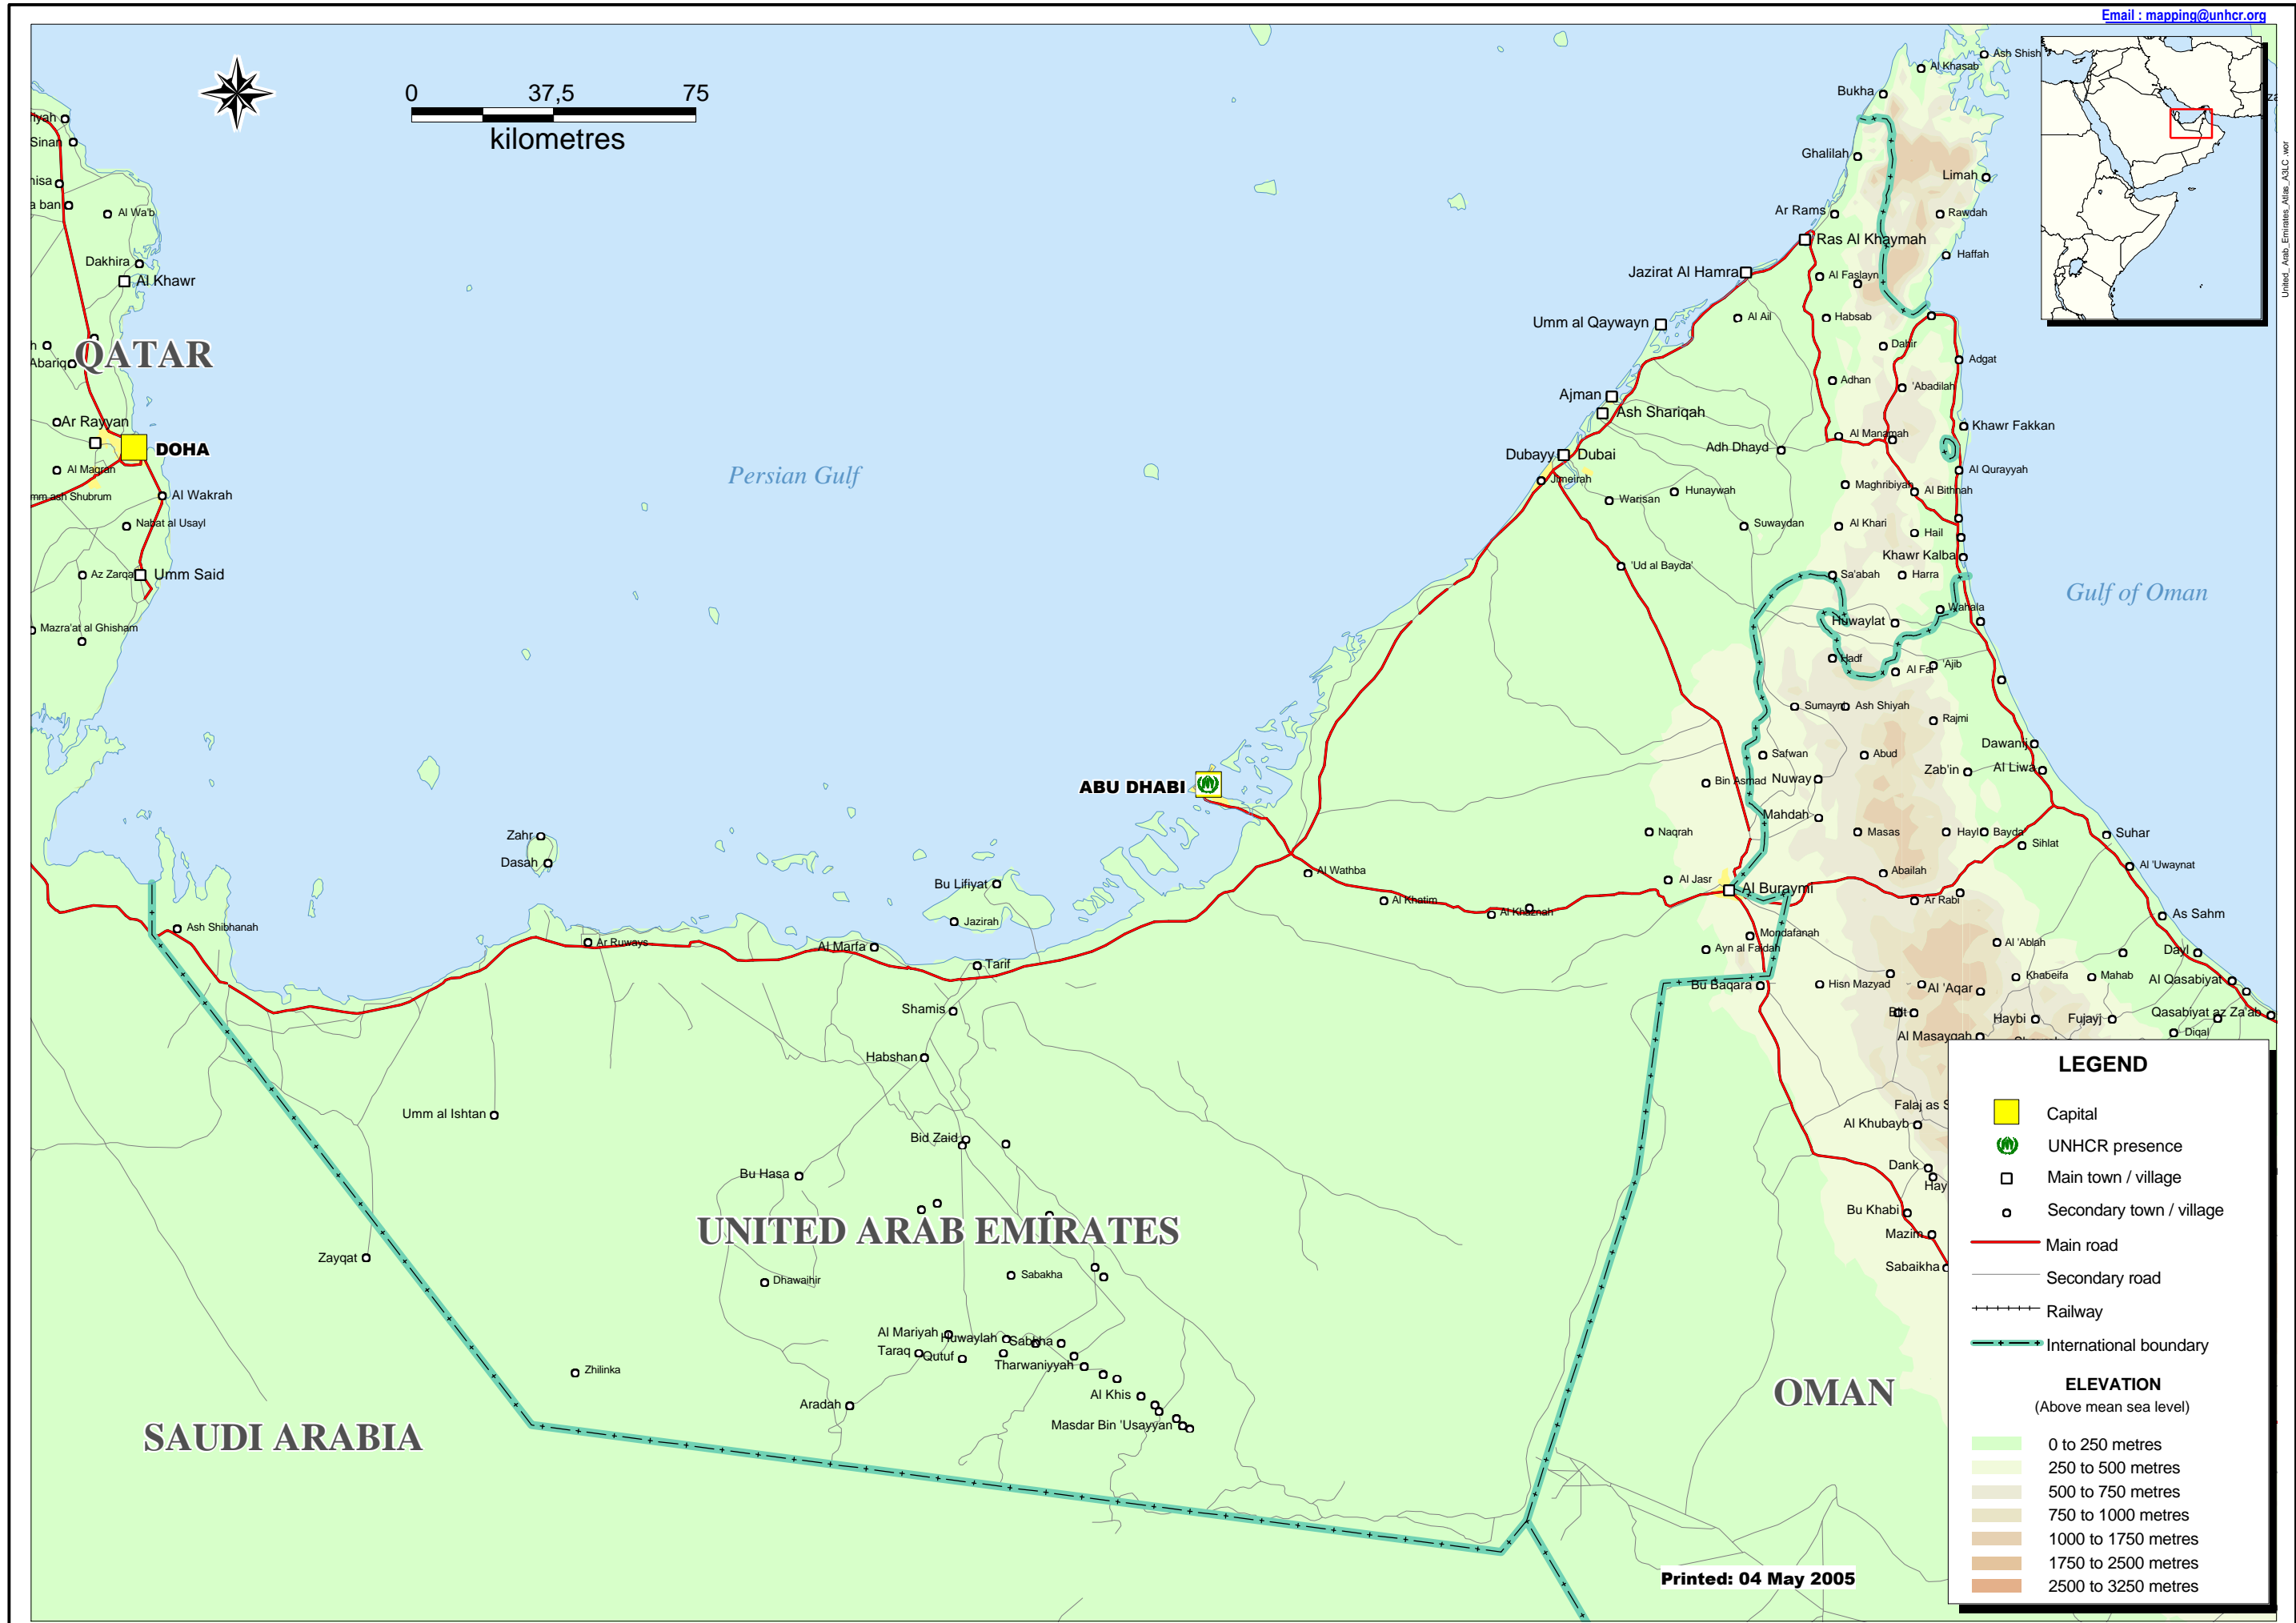 Email : mapping@unhcr.org
United_ Arab_Emirates_Atlas_A3LC .wor
0 37,5 75
kilometres
Sinan
Al Wa'b
Dakhira
Al Khawr
QATAR
Ar Rayyan
DOHA
Al Maqran
Al Wakrah
Nabat al Usayl
Az Zarqa
Umm Said
Mazra'at al Ghisham
Persian Gulf
Gulf of Oman
Ash Shish
Al Khasab
Bukha
Ghalilah
Limah
Ar Rams
Rawdah
Ras Al Khaymah
Haffah
Jazirat Al Hamra
Al Faslayn
Umm al Qaywayn
Al Ail
Habsab
Dahir
Adgat
Adhan
'Abadilah
Ajman
Ash Shariqah
Khawr Fakkan
Al Manamah
Adh Dhayd
Dubayy
Dubai
Al Qurayyah
Jimeirah
Warisan
Hunaywah
Maghribiyah
Al Bithnah
Suwaydan
Al Khari
Hail
Khawr Kalba
'Ud al Bayda'
Sa'abah
Harra
Wahala
Huwaylat
Hadf
Al Far
'Ajib
Sumayni
Ash Shiyah
Rajmi
Safwan
Abud
Dawanij
Zab'in
Al Liwa
Bin Asmad
Nuway
ABU DHABI
Mahdah
Naqrah
Masas
Hayl
Bayda'
Suhar
Sihlat
Zahr
Dasah
Al 'Uwaynat
Al Wathba
Al Jasr
Abailah
Bu Lifiyat
Al Buraymi
Al Khatim
Al Khaznah
Ar Rabi
As Sahm
Jazirah
Ash Shibhanah
Ar Ruways
Al Marfa
Mondafanah
Ayn al Faidah
Al 'Ablah
Dayl
Tarif
Bu Baqara
Hisn Mazyad
Al 'Aqar
Khabeifa
Mahab
Al Qasabiyat
Shamis
Haybi
Fujayj
Qasabiyat az Za'ab
Diqal
Al Masayqah
Habshan
Umm al Ishtan
Falaj as S
Al Khubayb
Bid Zaid
Bu Hasa
Dank
Hay
Bu Khabi
Mazim
Sabaikha
UNITED ARAB EMIRATES
Zayqat
Dhawaihir
Sabakha
Al Mariyah
Huwaylah
Sabkha
Taraq
Qutuf
Tharwaniyyah
Zhilinka
Al Khis
Aradah
Masdar Bin 'Usayyan
SAUDI ARABIA
OMAN
Printed: 04 May 2005
LEGEND
Capital
UNHCR presence
Main town / village
Secondary town / village
Main road
Secondary road
Railway
International boundary
ELEVATION
(Above mean sea level)
0 to 250 metres
250 to 500 metres
500 to 750 metres
750 to 1000 metres
1000 to 1750 metres
1750 to 2500 metres
2500 to 3250 metres